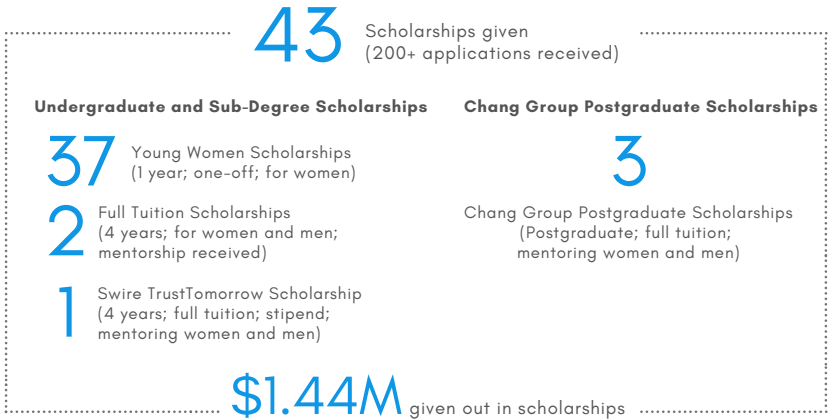 43
Scholarships given
(200+ applications received)
Undergraduate and Sub-Degree Scholarships
37
Young Women Scholarships
(1 year; one-off; for women)
2
Full Tuition Scholarships
(4 years; for women and men;
mentorship received)
1
Swire TrustTomorrow Scholarship
(4 years; full tuition; stipend;
mentoring women and men)
Chang Group Postgraduate Scholarships
3
Chang Group Postgraduate Scholarships
(Postgraduate; full tuition;
mentoring women and men)
$1.44M given out in scholarships